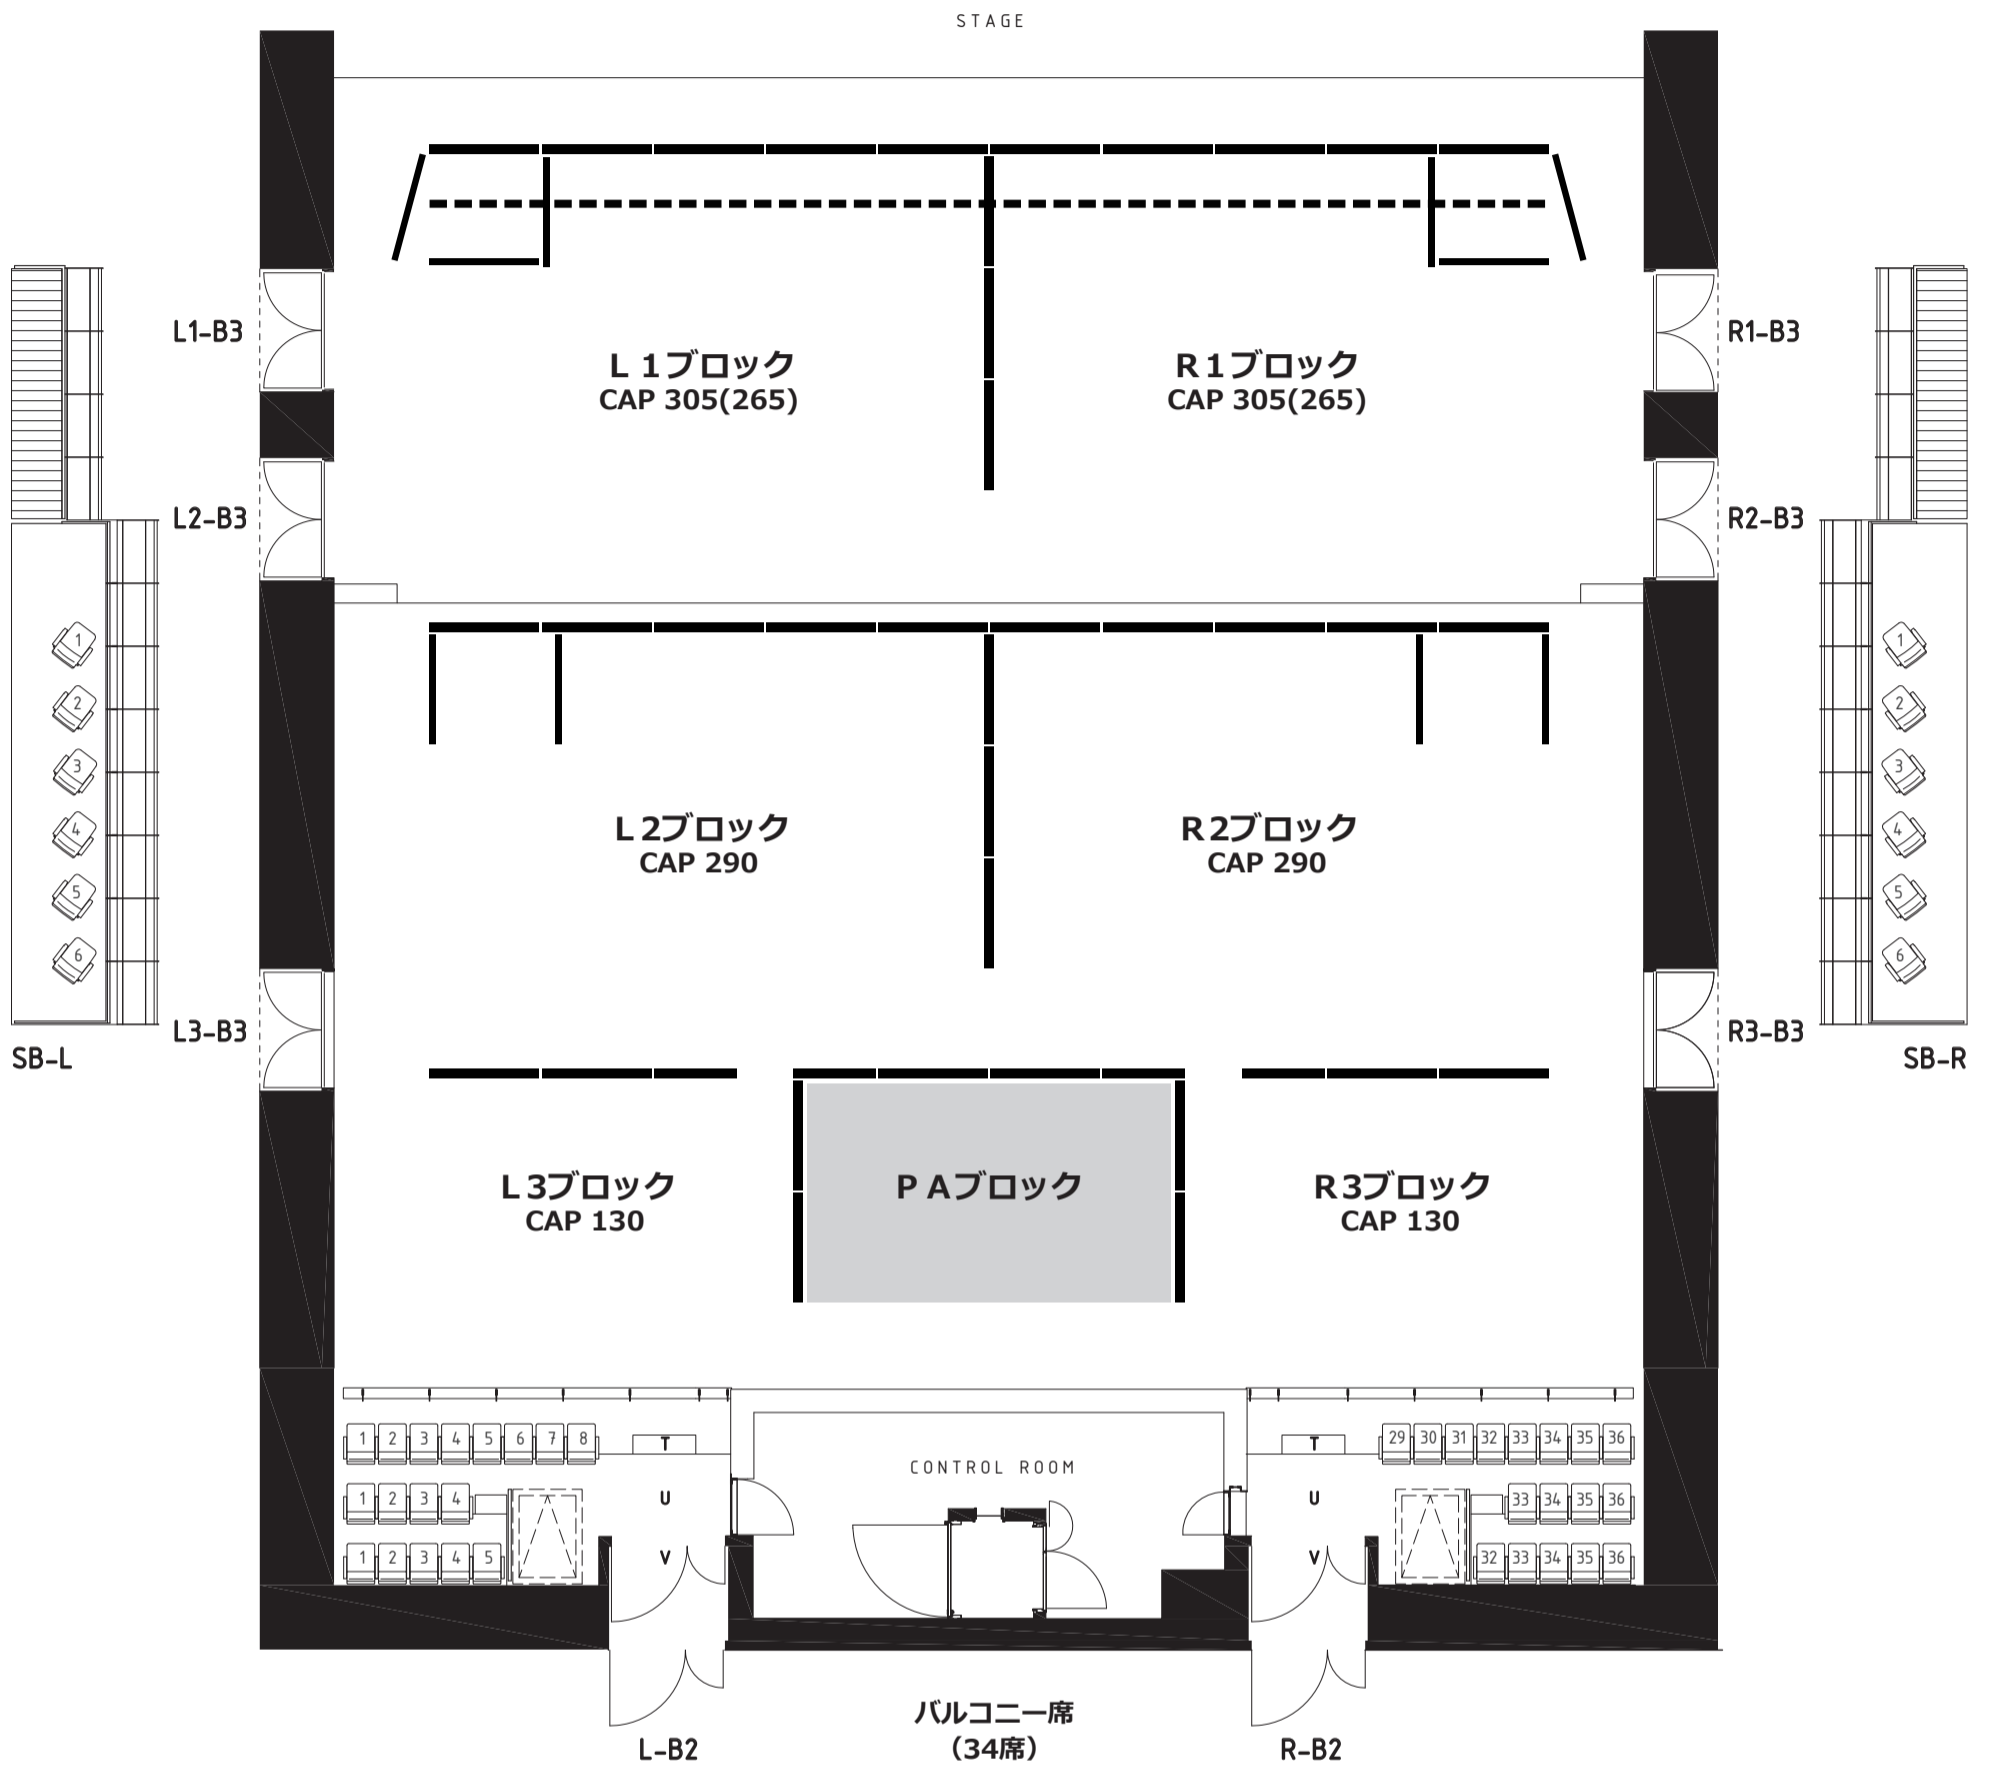 STAGE
L1-B3
L 1ブロック
CAP 305(265)
R1ブロック
CAP 305(265)
R1-B3
L2-B3
R2-B3
1
2
3
4
5
6
SB-L
L2ブロック
CAP 290
R2ブロック
CAP 290
1
2
3
4
5
6
SB-R
L3-B3
R3-B3
L3ブロック
CAP 130
P Aブロック
R3ブロック
CAP 130
1 2 3 4 5 6 7 8 T
T 29 30 31 32 33 34 35 36
CONTROL ROOM
1 2 3 4 U
U 33 34 35 36
1 2 3 4 5 V
V 32 33 34 35 36
L-B2
バルコニー席
(34席)
R-B2